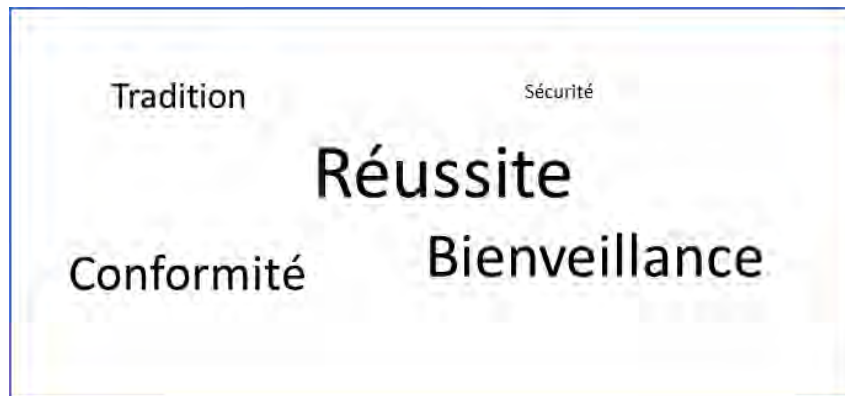 Tradition
Sécurité
Réussite
Conformité
Bienveillance